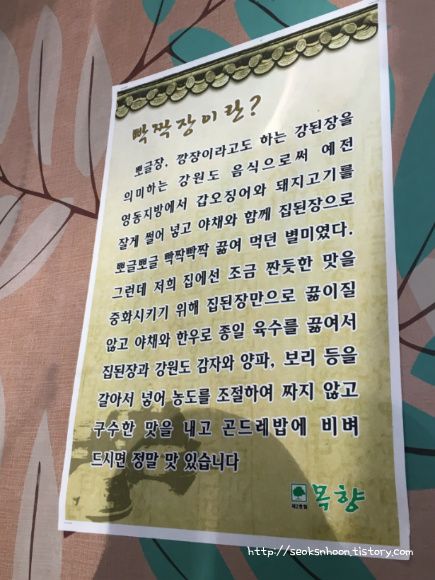 빡짝장이란?
뽀글장, 깡장이라고도 하는 강된장을
의미하는 강원도 음식으로써 예전
영동지방에서 갑오징어와 돼지고기를
잘게 썰어 넣고 야채와 함께 집된장으로
뽀글뽀글 빡짝빡짝 끓여 먹던 별미였다.
그런데 저희 집에선 조금 짠듯한 맛을
중화시키기 위해 집된장만으로 끓이질
않고 야채와 한우로 종일 육수를 끓여서
집된장과 강원도 감자와 양파, 보리 등을
갈아서 넣어 농도를 조절하여 짜지 않고
구수한 맛을 내고 곤드레밥에 비벼
드시면 정말 맛 있습니다
목향
http://seoksnhoon.tistory.com